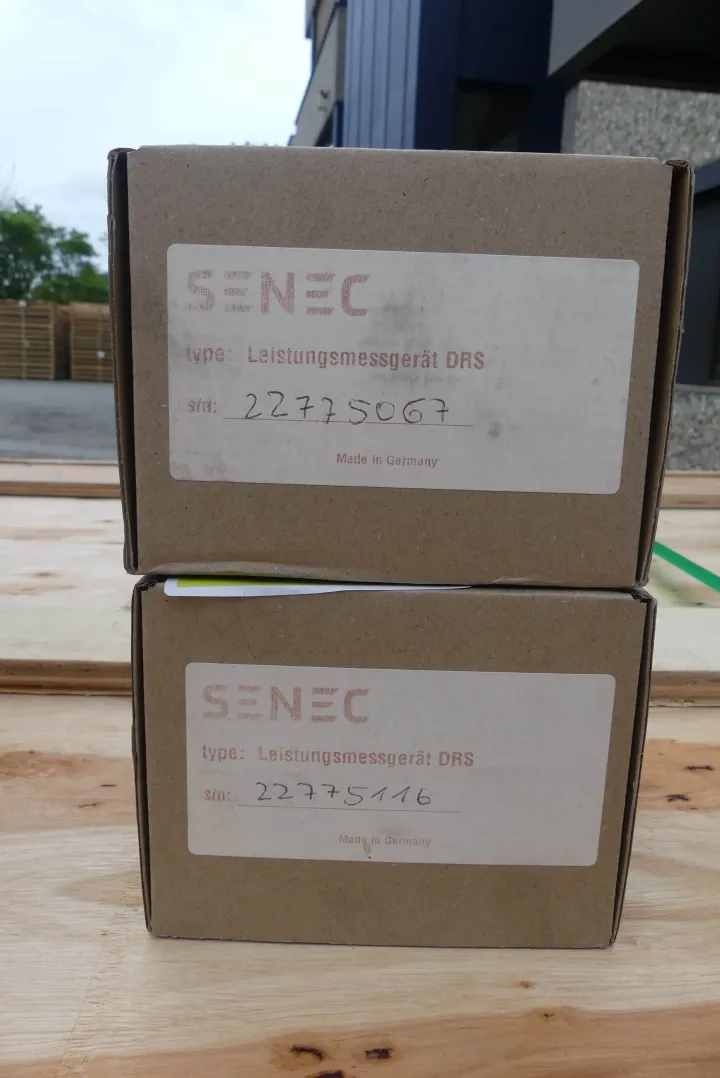 SENEC
type: Leistungsmessgerät DRS
s/n: 22775067
Made in Germany
SENEC
type: Leistungsmessgerät DRS
s/n: 22775116
Made in Germany